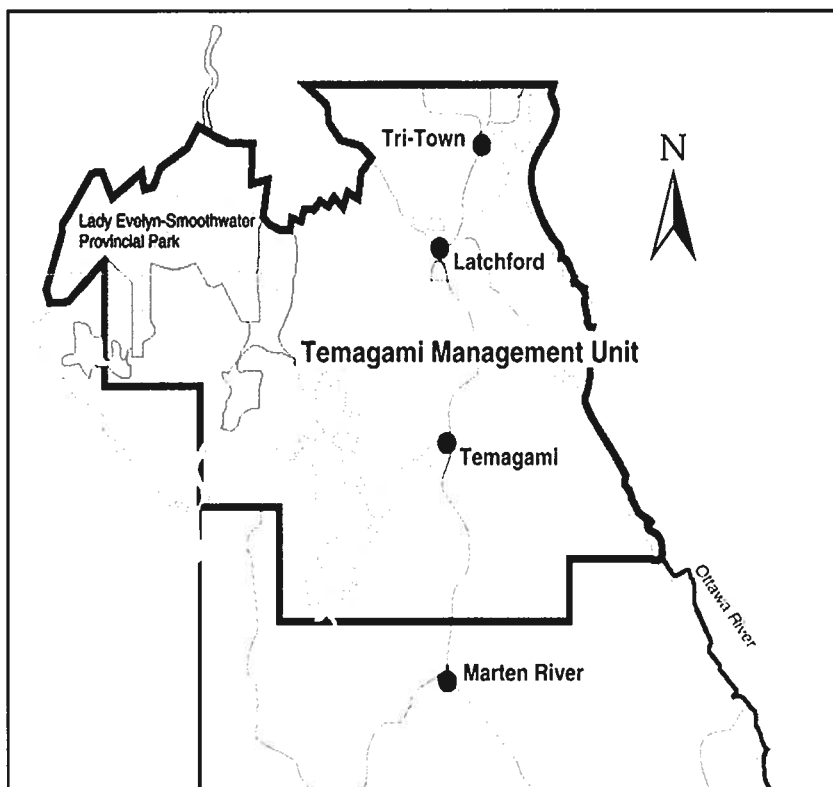 Tri-Town
N
Lady Evelyn-Smoothwater
Provincial Park
Latchford
Temagami Management Unit
Temagami
Ottawa River
Marten River